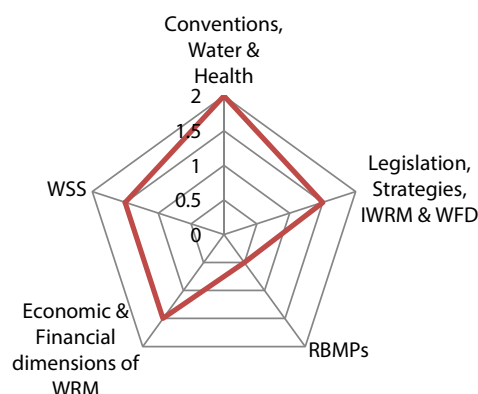 Conventions,
Water &
Health
2
1.5
1
0.5
0
Legislation,
Strategies,
IWRM & WFD
RBMPs
Economic &
Financial
dimensions of
WRM
WSS